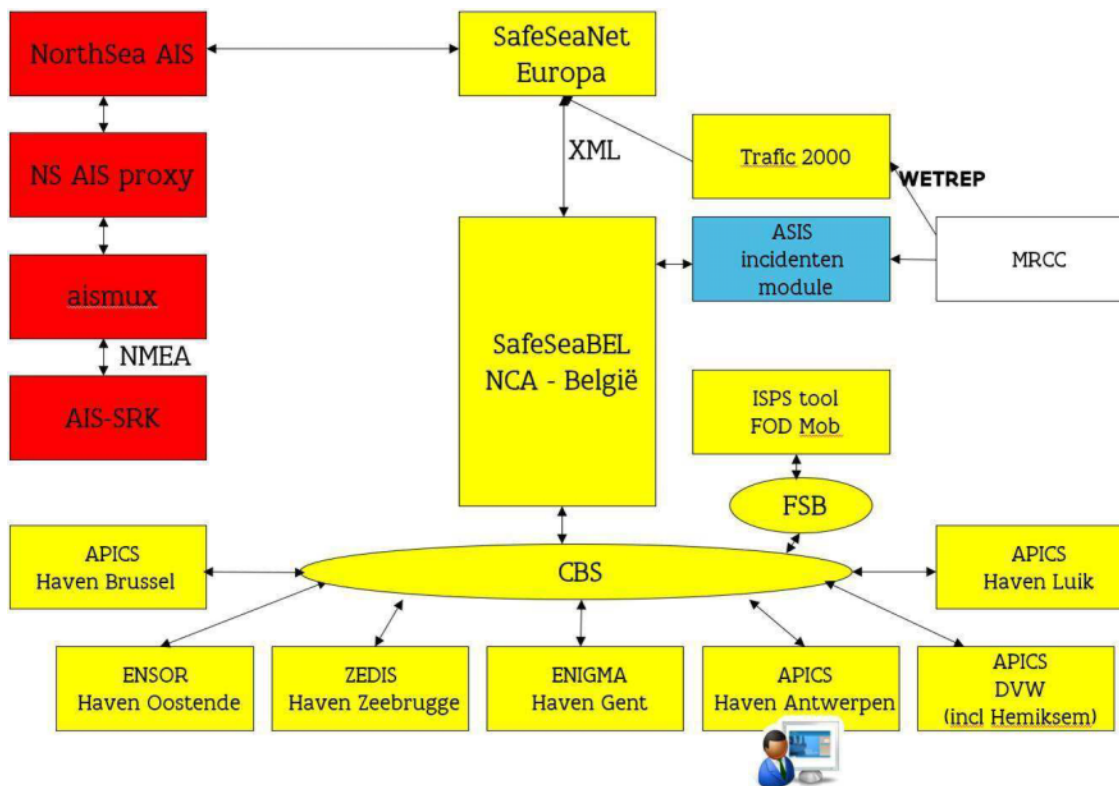 NorthSea AIS
SafeSeaNet
Europa
NS AIS proxy
XML
Trafic 2000
WETREP
aismux
ASIS
incidenten
module
MRCC
NMEA
SafeSeaBEL
NCA - België
AIS-SRK
ISPS tool
FOD Mob
FSB
APICS
Haven Brussel
CBS
APICS
Haven Luik
ENSOR
Haven Oostende
ZEDIS
Haven Zeebrugge
ENIGMA
Haven Gent
APICS
Haven Antwerpen
APICS
DVW
(incl Hemiksem)